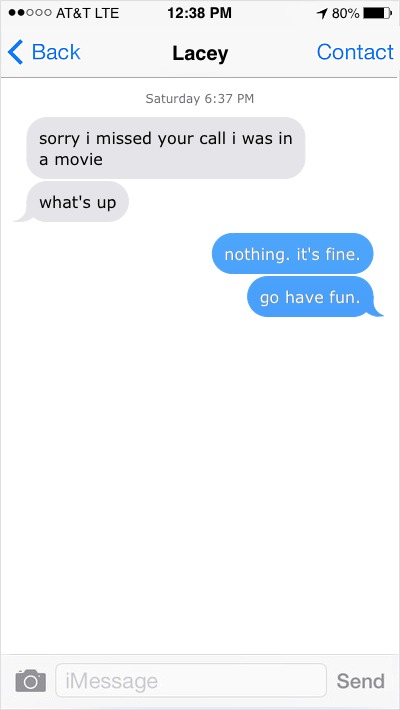 AT&T LTE 12:38 PM 80%
Back Lacey Contact
Saturday 6:37 PM
sorry i missed your call i was in
a movie
what's up
nothing. it's fine.
go have fun.
iMessage Send